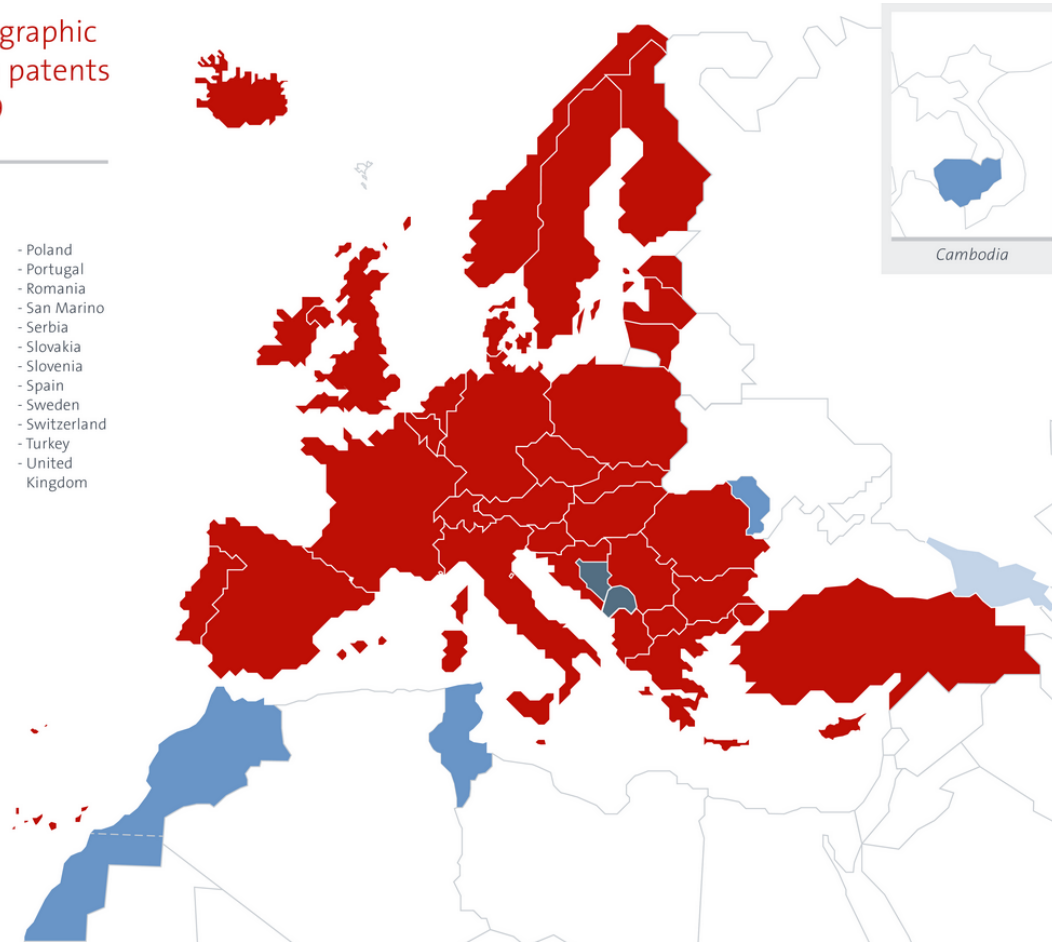 graphic
patents
- Poland
- Portugal
- Romania
- San Marino
- Serbia
- Slovakia
- Slovenia
- Spain
- Sweden
- Switzerland
- Turkey
- United
Kingdom
Cambodia